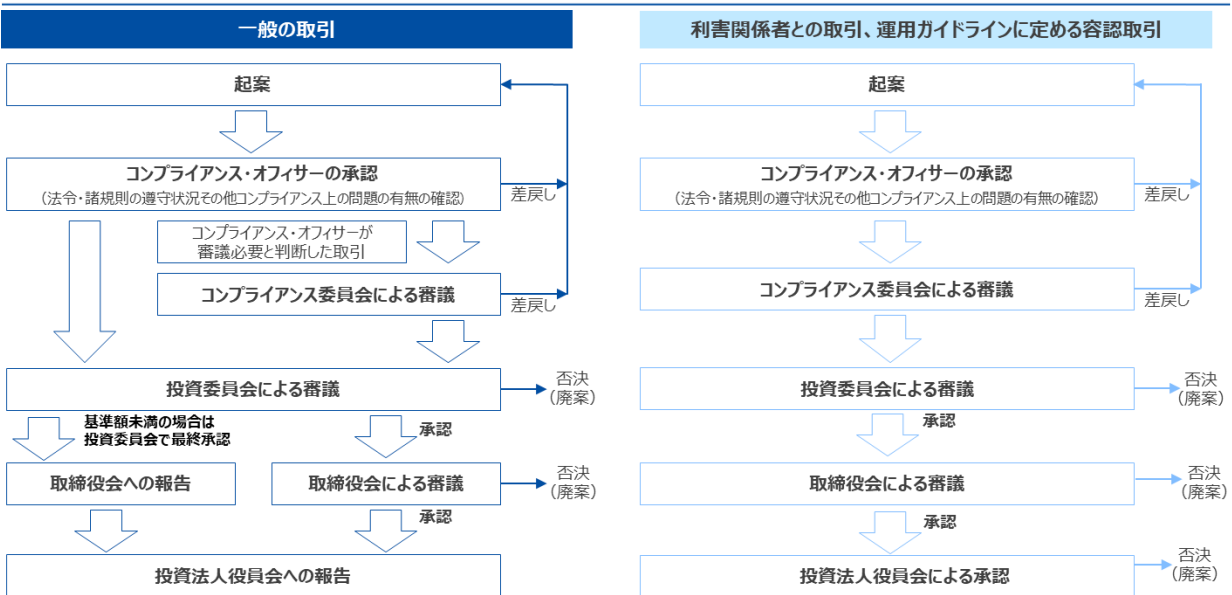 一般の取引
起案
コンプライアンス・オフィサーの承認
(法令・諸規則の遵守状況その他コンプライアンス上の問題の有無の確認)
差戻し
コンプライアンス・オフィサーが
審議必要と判断した取引
コンプライアンス委員会による審議
差戻し
投資委員会による審議
否決
(廃案)
基準額未満の場合は
投資委員会で最終承認
承認
取締役会への報告
取締役会による審議
否決
(廃案)
承認
投資法人役員会への報告
利害関係者との取引、運用ガイドラインに定める容認取引
起案
コンプライアンス・オフィサーの承認
(法令・諸規則の遵守状況その他コンプライアンス上の問題の有無の確認)
差戻し
コンプライアンス委員会による審議
差戻し
投資委員会による審議
否決
(廃案)
承認
取締役会による審議
否決
(廃案)
承認
投資法人役員会による承認
否決
(廃案)